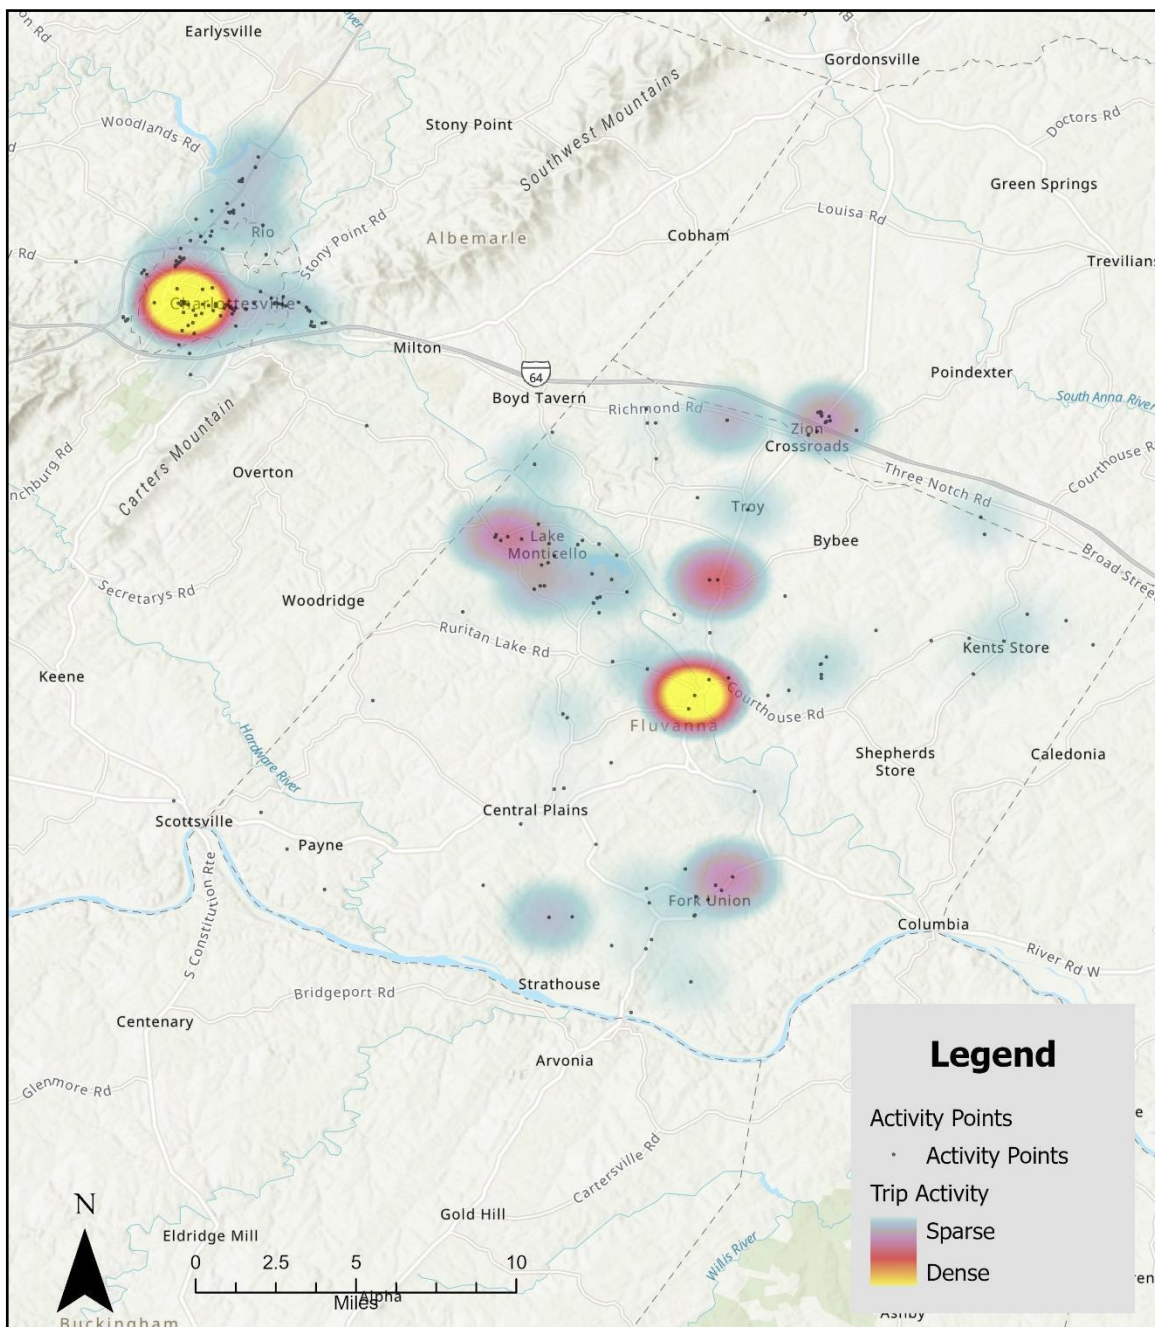 Earlysville
River
on Rd
Gordonsville
Woodlands Rd
Stony Point
Southwest Mountains
Doctors Rd
Green Springs
Louisa Rd
Rio
Stony Point Rd
Albemarle
Cobham
y Rd
Trevilians
Charlottesville
Milton
64
Boyd Tavern
Poindexter
South Anna River
Richmond Rd
Zion
Crossroads
Carters Mountain
nchburg Rd
Overton
Three Notch Rd
Courthouse R
Troy
Lake
Monticello
Bybee
Broad Street
Secretarys Rd
Woodridge
Ruritan Lake Rd
Kents Store
Keene
Courthouse Rd
Fluvanna
Hardware River
Shepherds
Store
Caledonia
Central Plains
Scottsville
Payne
S Constitution Rte
Fork Union
Columbia
River Rd W
Strathouse
Bridgeport Rd
Centenary
Arvonia
Glenmore Rd
Cartersville Rd
Gold Hill
Eldridge Mill
Willis River
Alpha
Buckingham
Ashby
N
0 2.5 5 10
Miles
Legend
Activity Points
Activity Points
Trip Activity
Sparse
Dense